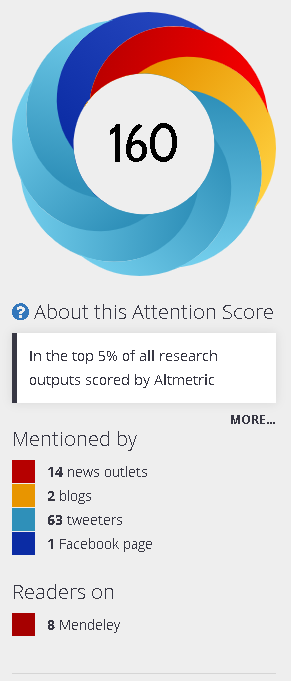 160
? About this Attention Score
In the top 5% of all research
outputs scored by Altmetric
MORE...
Mentioned by
14 news outlets
2 blogs
63 tweeters
1 Facebook page
Readers on
8 Mendeley